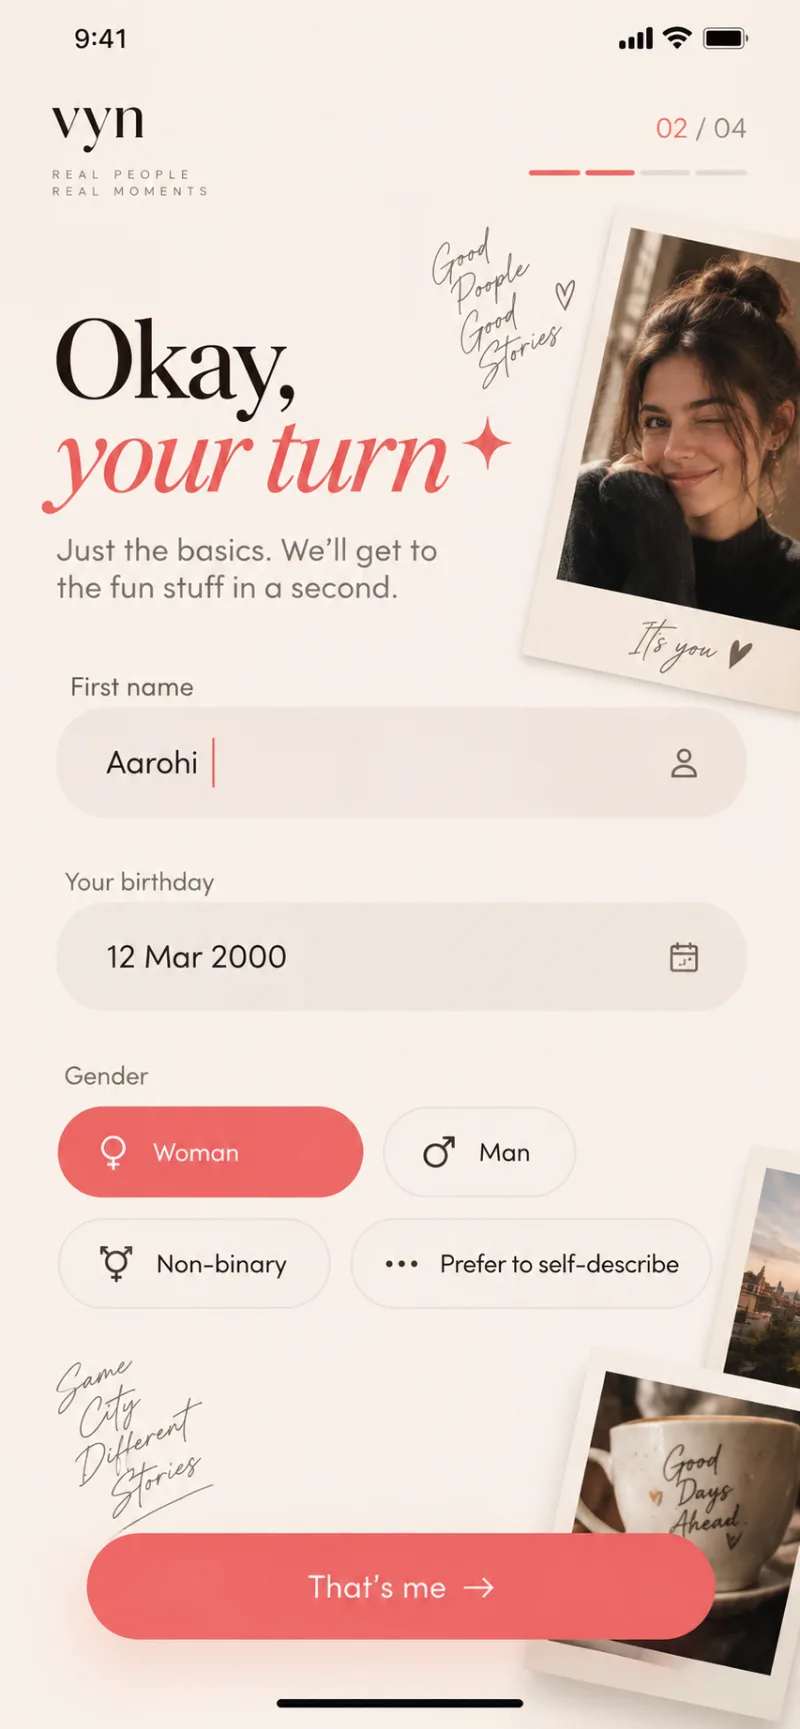 9:41
vyn
REAL PEOPLE
REAL MOMENTS
02 / 04
Good
Poople
Good
Stories
Okay,
your turn
Just the basics. We'll get to
the fun stuff in a second.
It's you
First name
Aarohi
Your birthday
12 Mar 2000
Gender
Woman
Man
Non-binary
Prefer to self-describe
Same
City
Different
Stories
Good
Days
Ahead.
That's me →